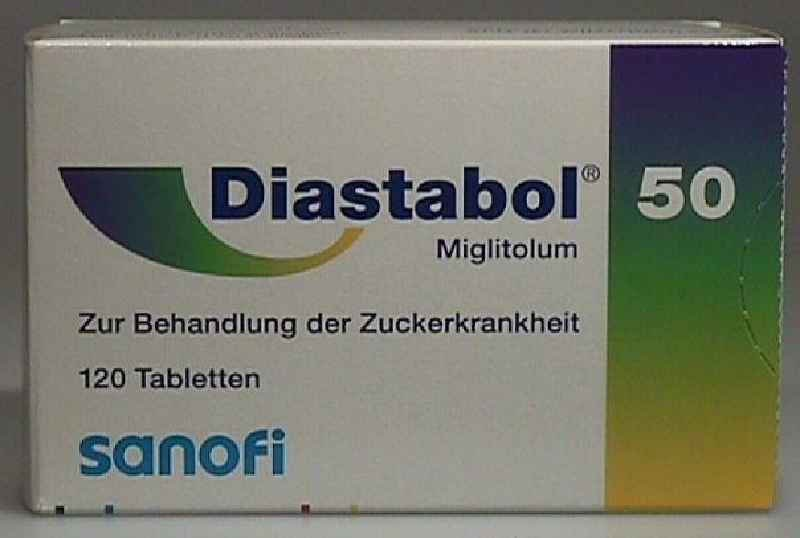 Diastabol® 50
Miglitolum
Zur Behandlung der Zuckerkrankheit
120 Tabletten
sanofi